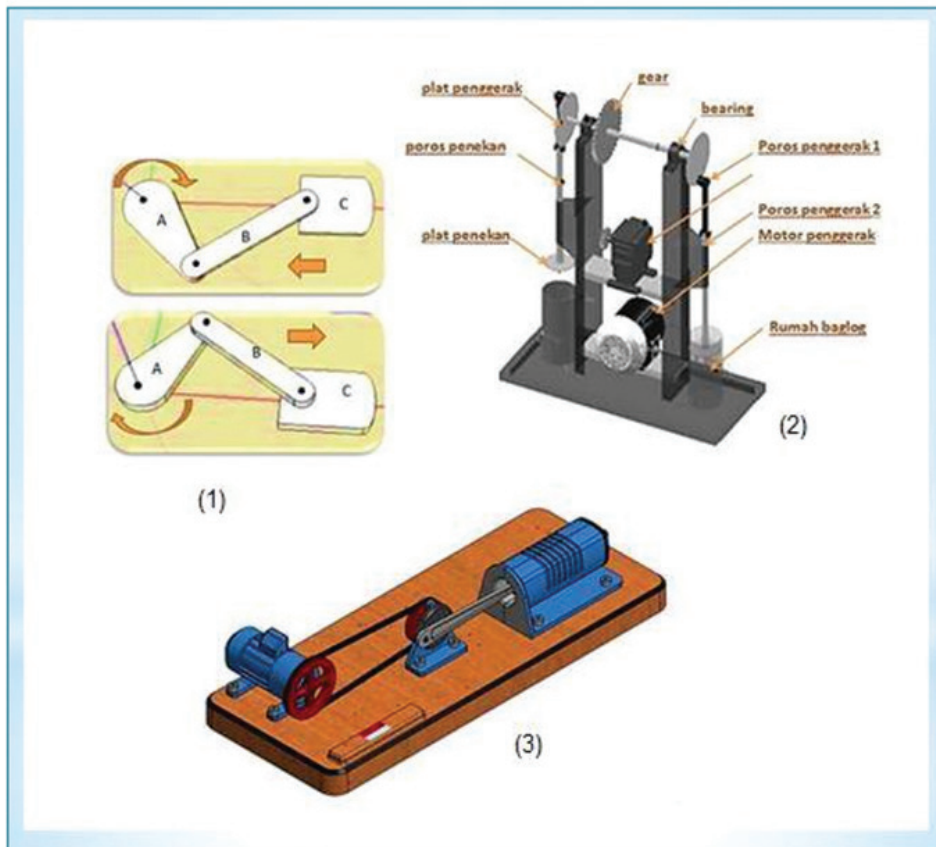 gear
plat penggerak
bearing
poros penekan
Poros penggerak 1
Poros penggerak 2
plat penekan
Motor penggerak
Rumah baglog
A
B
C
A
B
C
(1)
(2)
(3)